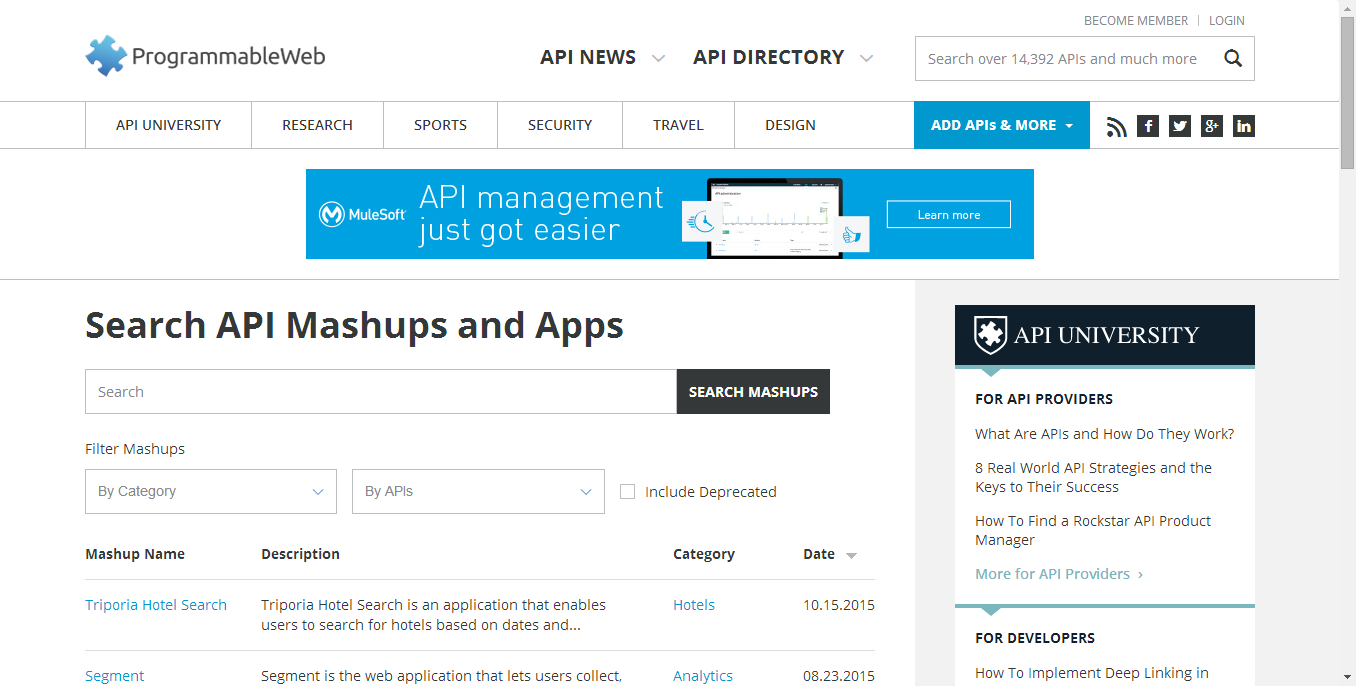 BECOME MEMBER | LOGIN
ProgrammableWeb
API NEWS
API DIRECTORY
Search over 14,392 APIs and much more
API UNIVERSITY
RESEARCH
SPORTS
SECURITY
TRAVEL
DESIGN
ADD APIs & MORE
MuleSoft
API management
just got easier
Learn more
Search API Mashups and Apps
Search
SEARCH MASHUPS
Filter Mashups
By Category
By APIs
Include Deprecated
Mashup Name
Description
Category
Date
Triporia Hotel Search
Triporia Hotel Search is an application that enables
users to search for hotels based on dates and...
Hotels
10.15.2015
Segment
Segment is the web application that lets users collect,
Analytics
08.23.2015
API UNIVERSITY
FOR API PROVIDERS
What Are APIs and How Do They Work?
8 Real World API Strategies and the
Keys to Their Success
How To Find a Rockstar API Product
Manager
More for API Providers ›
FOR DEVELOPERS
How To Implement Deep Linking in